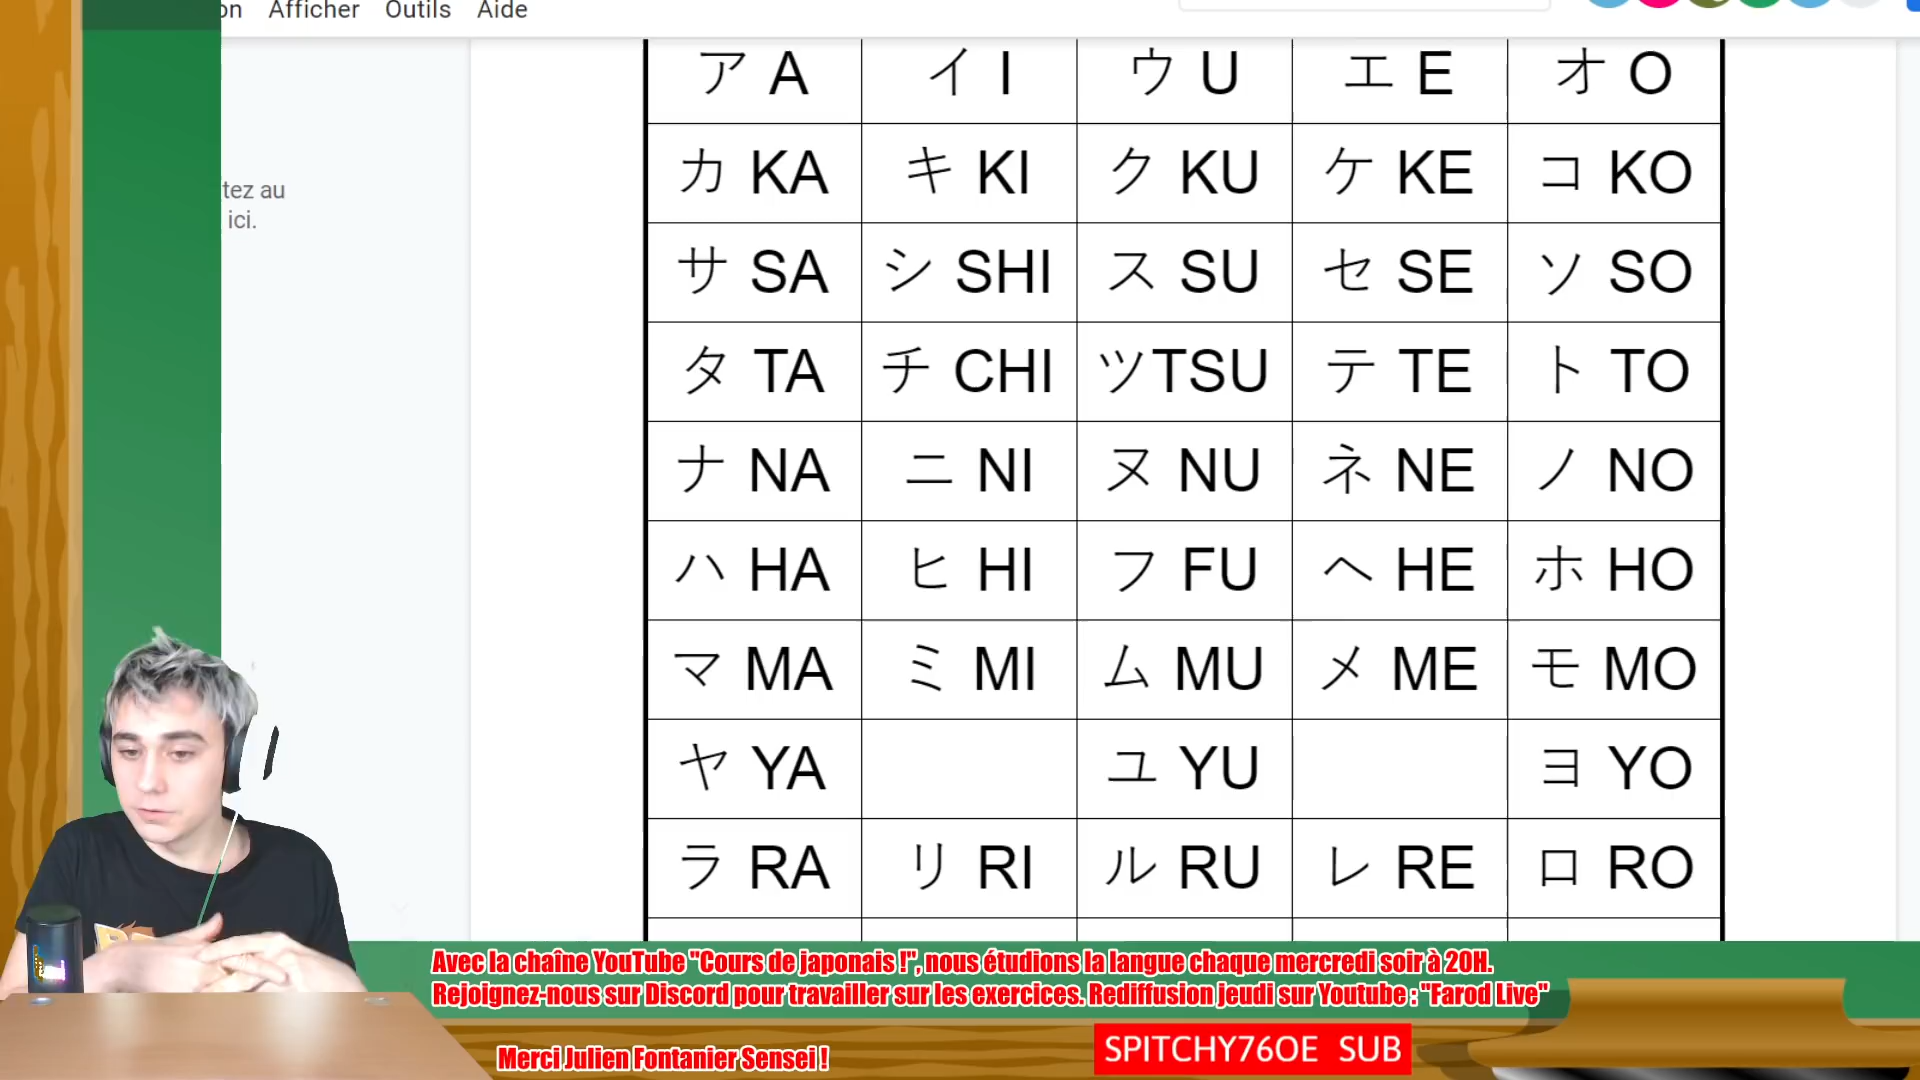 on Afficher Outils Aide
tez au
ici.
ア A イ I ウ U エ E オ O
カ KA キ KI ク KU ケ KE コ KO
サ SA シ SHI ス SU セ SE ソ SO
タ TA チ CHI ツTSU テ TE ト TO
ナ NA ニ NI ヌ NU ネ NE ノ NO
ハ HA ヒ HI フ FU ヘ HE ホ HO
マ MA ミ MI ム MU メ ME モ MO
ヤ YA ユ YU ヨ YO
ラ RA リ RI ル RU レ RE ロ RO
Avec la chaîne YouTube "Cours de japonais !", nous étudions la langue chaque mercredi soir à 20H.
Rejoignez-nous sur Discord pour travailler sur les exercices. Rediffusion jeudi sur Youtube : "Farod Live"
Merci Julien Fontanier Sensei !
SPITCHY76OE SUB